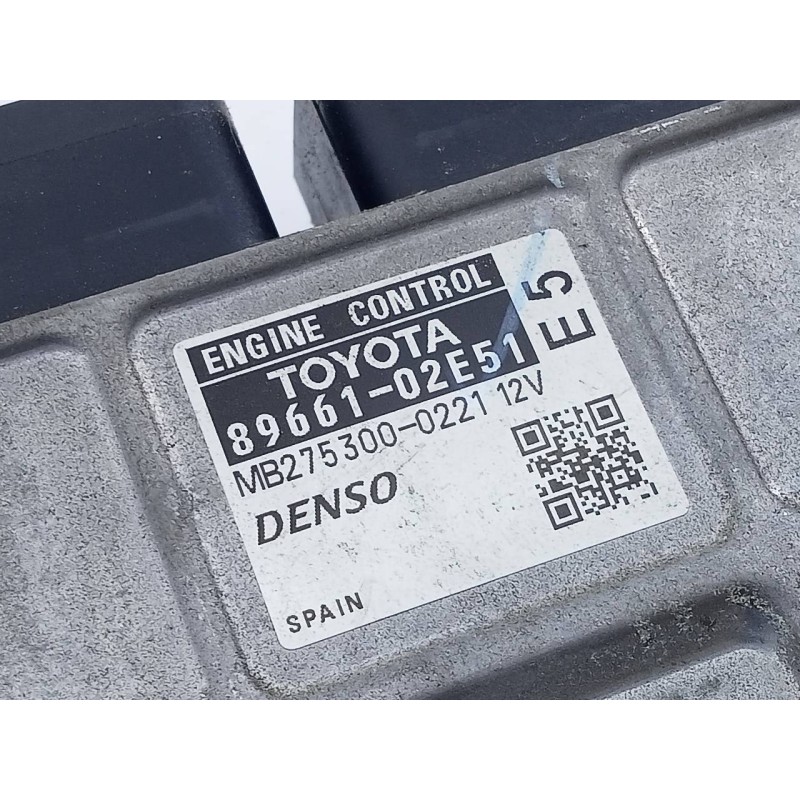 ENGINE CONTROL
TOYOTA
89661-02E51
E5
MB275300-0221 12V
DENSO
SPAIN